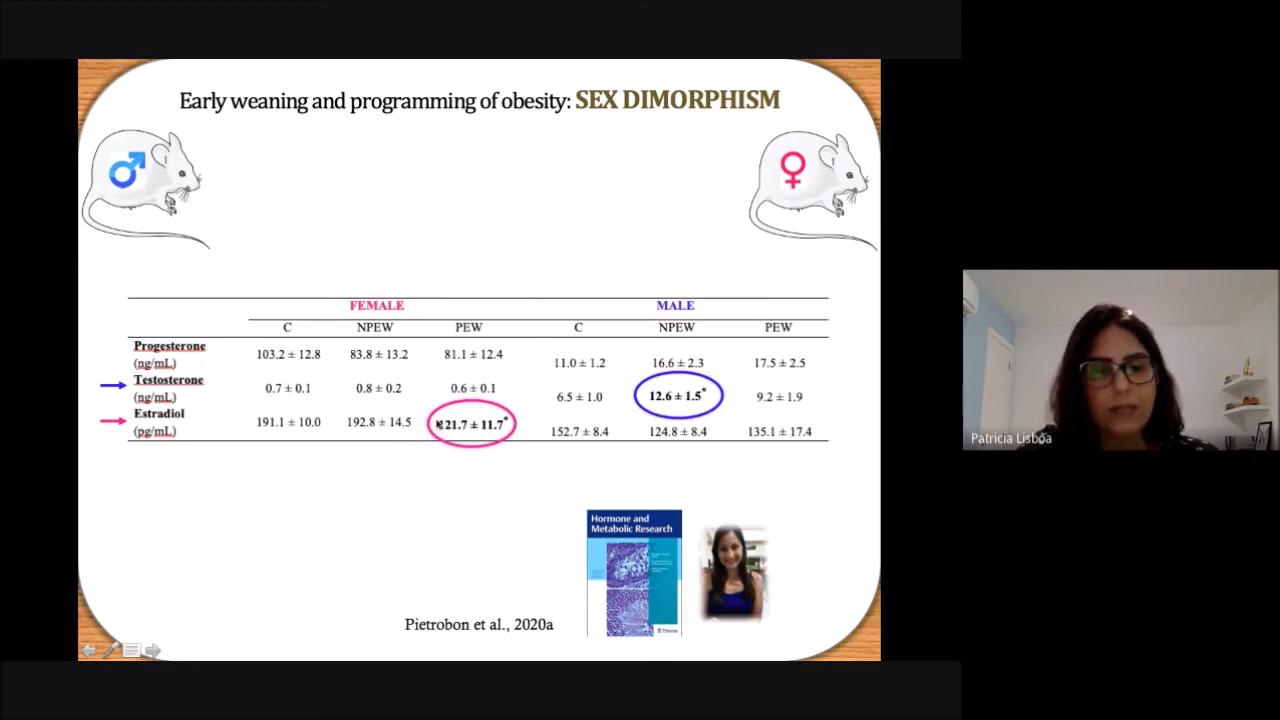 Early weaning and programming of obesity: SEX DIMORPHISM
FEMALE MALE
C NPEW PEW C NPEW PEW
Progesterone (ng/mL) 103.2 ± 12.8 83.8 ± 13.2 81.1 ± 12.4 11.0 ± 1.2 16.6 ± 2.3 17.5 ± 2.5
Testosterone (ng/mL) 0.7 ± 0.1 0.8 ± 0.2 0.6 ± 0.1 6.5 ± 1.0 12.6 ± 1.5* 9.2 ± 1.9
Estradiol (pg/mL) 191.1 ± 10.0 192.8 ± 14.5 21.7 ± 11.7* 152.7 ± 8.4 124.8 ± 8.4 135.1 ± 17.4
Hormone and
Metabolic Research
Thieme
Pietrobon et al., 2020a
Patricia Lisboa